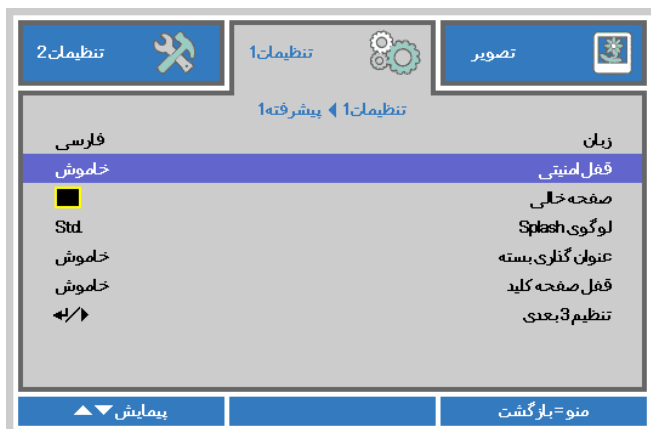 تصویر
تنظیمات1
تنظیمات2
تنظیمات1 پیشرفته1
زبان فارسی
قفل امنیتی خاموش
صفحه خالی
لوگوی Splash Std.
عنوان گذاری بسته خاموش
قفل صفحه کلید خاموش
تنظیم 3 بعدی
منو=بازگشت
پیمایش